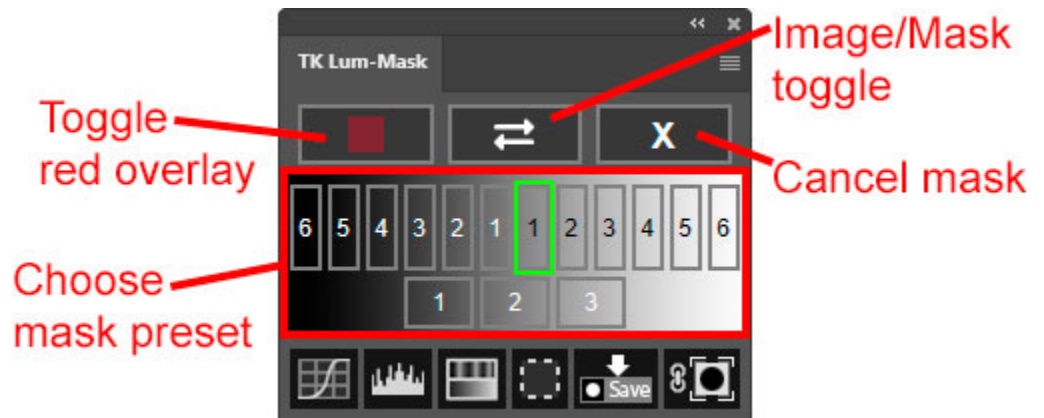 Image/Mask
toggle
TK Lum-Mask
Toggle
red overlay
X
Cancel mask
6 5 4 3 2 1 1 2 3 4 5 6
Choose
mask preset
1 2 3
Save